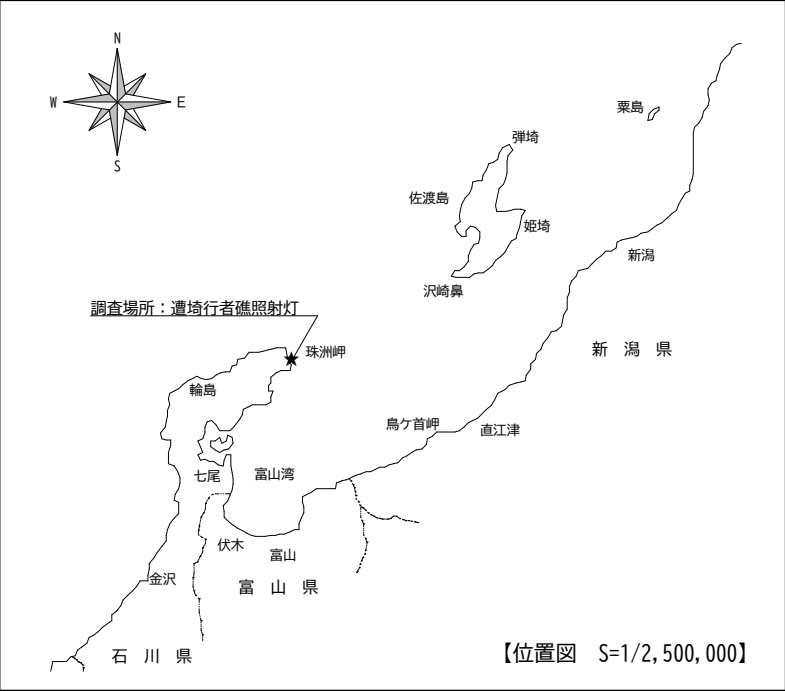 N
W
E
S
粟島
弾埼
佐渡島
姫埼
新潟
沢崎鼻
調査場所：遭埼行者礁照射灯
珠洲岬
新 潟 県
輪島
鳥ケ首岬
直江津
七尾
富山湾
伏木
富山
金沢
富 山 県
石 川 県
【位置図 S=1/2,500,000】